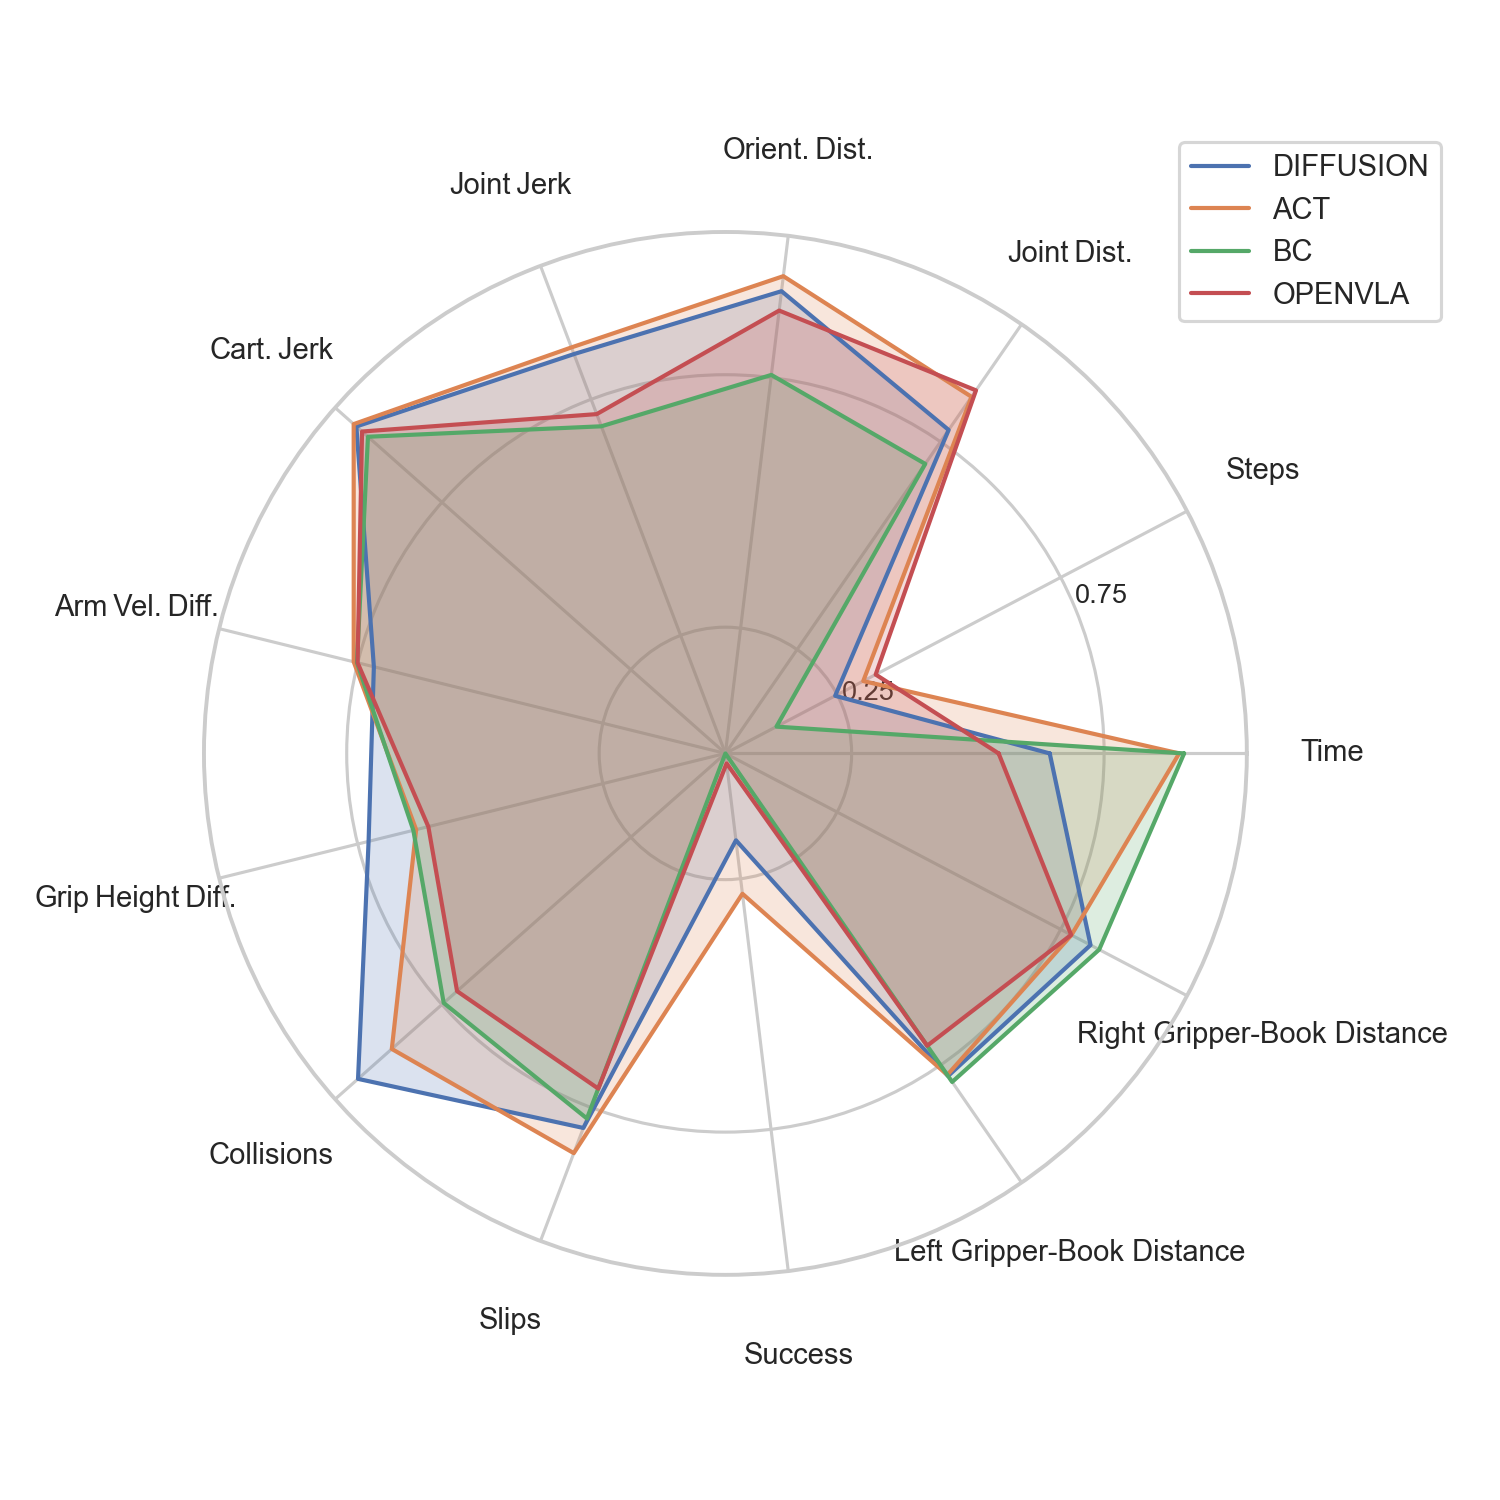 Orient. Dist.
Joint Jerk
Joint Dist.
Cart. Jerk
Steps
Arm Vel. Diff.
0.75
0.25
Time
Grip Height Diff.
Right Gripper-Book Distance
Collisions
Left Gripper-Book Distance
Slips
Success
DIFFUSION
ACT
BC
OPENVLA